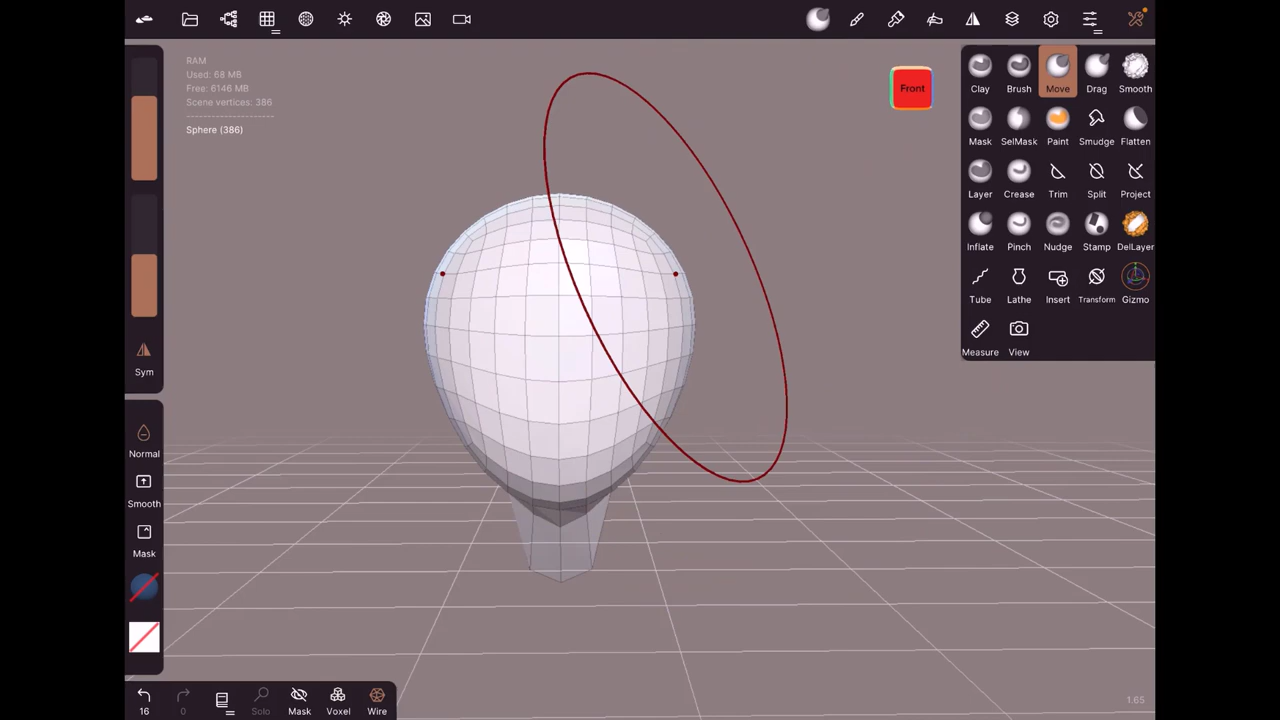 RAM
Used: 68 MB
Free: 6146 MB
Scene vertices: 386
Sphere (386)
Front
Clay Brush Move Drag Smooth
Mask SelMask Paint Smudge Flatten
Layer Crease Trim Split Project
Inflate Pinch Nudge Stamp DelLayer
Tube Lathe Insert Transform Gizmo
Measure View
Sym
Normal
Smooth
Mask
16 0 Solo Mask Voxel Wire
1.65